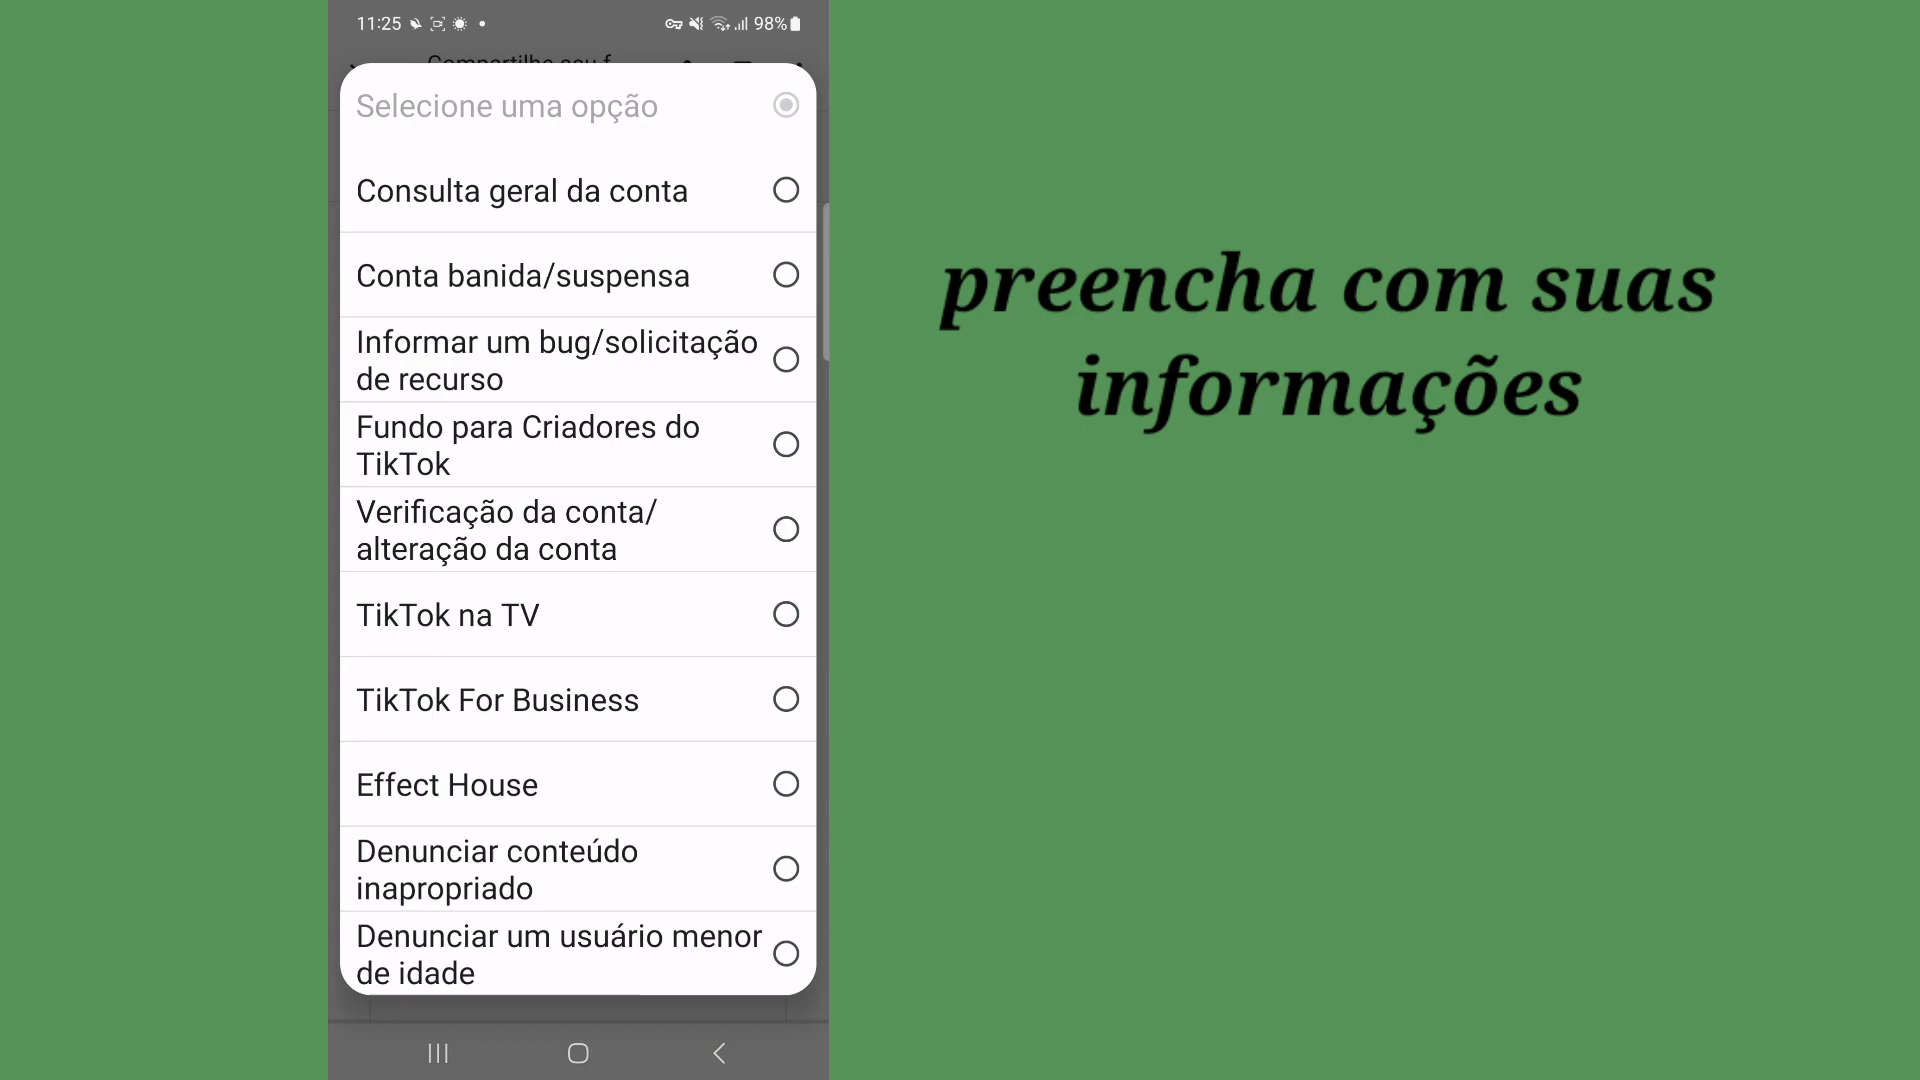 11:25
98%
Compartilhe seu f
Selecione uma opção
Consulta geral da conta
Conta banida/suspensa
Informar um bug/solicitação
de recurso
Fundo para Criadores do
TikTok
Verificação da conta/
alteração da conta
TikTok na TV
TikTok For Business
Effect House
Denunciar conteúdo
inapropriado
Denunciar um usuário menor
de idade
preencha com suas
informações